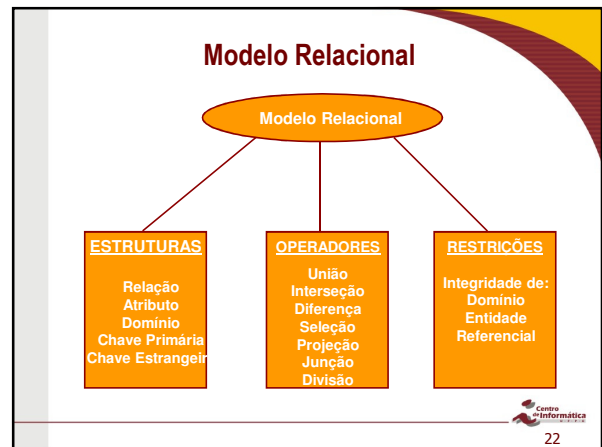 Modelo Relacional
Modelo Relacional
ESTRUTURAS
Relação
Atributo
Domínio
Chave Primária
Chave Estrangeir
OPERADORES
União
Interseção
Diferença
Seleção
Projeção
Junção
Divisão
RESTRICÕES
Integridade de:
Domínio
Entidade
Referencial
Centro
de Informática
U F P E
22